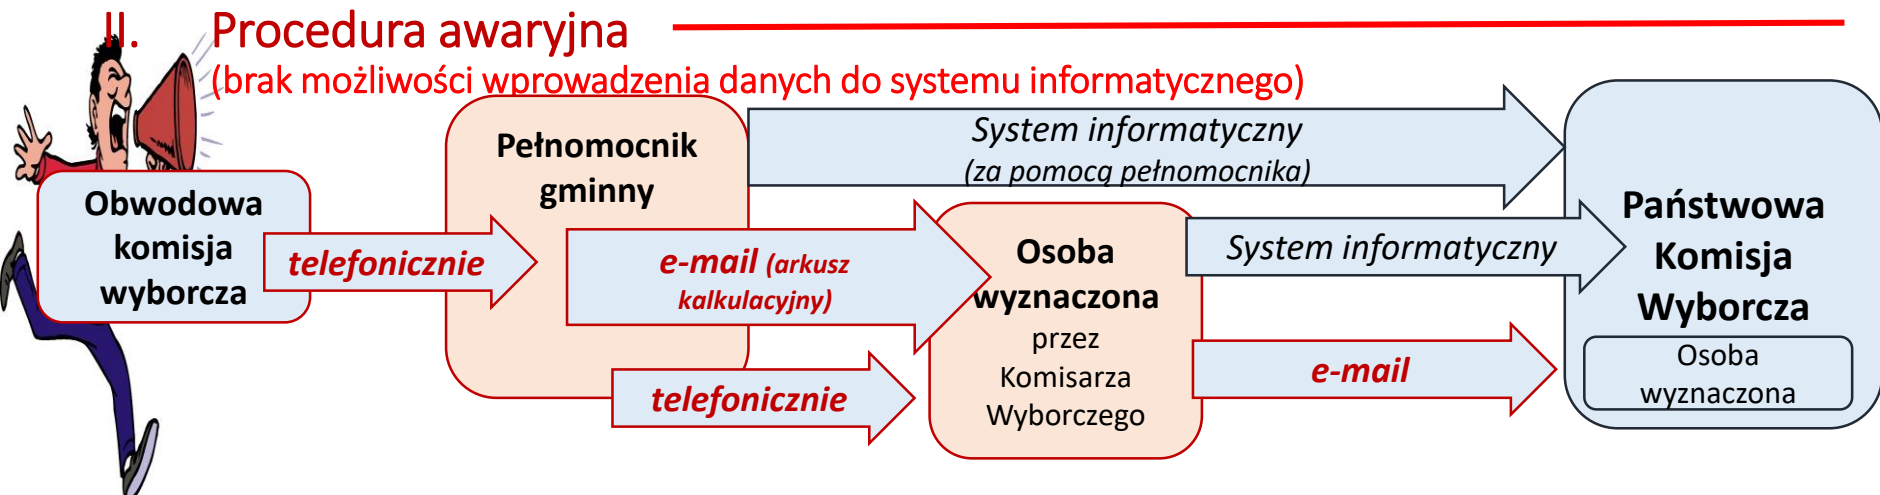 II. Procedura awaryjna
(brak możliwości wprowadzenia danych do systemu informatycznego)
Obwodowa
komisja
wyborcza
telefonicznie
Pełnomocnik
gminny
e-mail (arkusz
kalkulacyjny)
telefonicznie
System informatyczny
(za pomocą pełnomocnika)
Osoba
wyznaczona
przez
Komisarza
Wyborczego
System informatyczny
e-mail
Państwowa
Komisja
Wyborcza
Osoba
wyznaczona